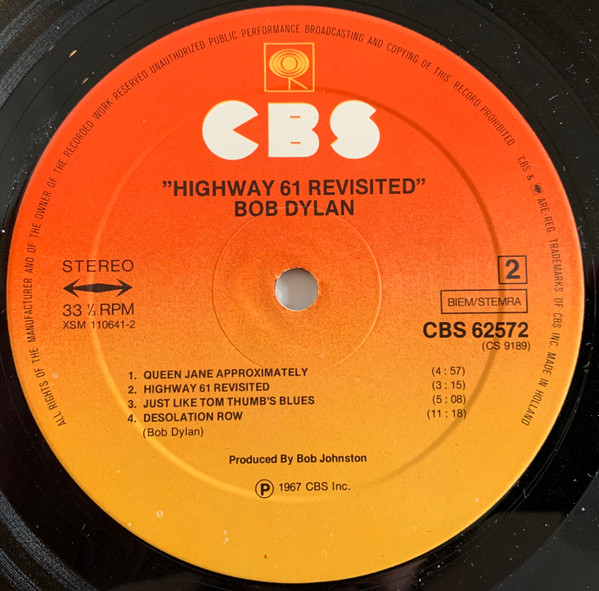 ALL RIGHTS OF THE MANUFACTURER AND OF THE OWNER OF THE RECORDED WORK RESERVED UNAUTHORIZED PUBLIC PERFORMANCE BROADCASTING AND COPYING OF THIS RECORD PROHIBITED CBS & ARE REG. TRADEMARKS OF CBS INC. MADE IN HOLLAND
CBS
"HIGHWAY 61 REVISITED"
BOB DYLAN
STEREO
33 ⅓ RPM
XSM 110641-2
2
BIEM/STEMRA
CBS 62572
(CS 9189)
1. QUEEN JANE APPROXIMATELY (4 : 57)
2. HIGHWAY 61 REVISITED (3 : 15)
3. JUST LIKE TOM THUMB'S BLUES (5 : 08)
4. DESOLATION ROW (11 : 18)
(Bob Dylan)
Produced By Bob Johnston
Ⓟ 1967 CBS Inc.